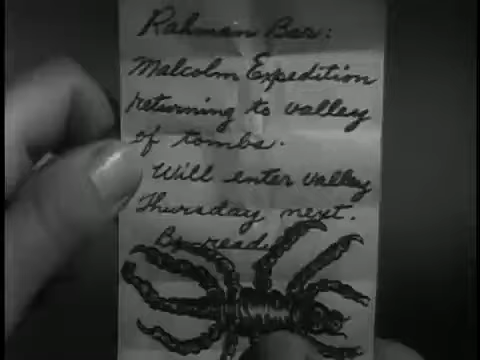 Rahman Bar:
Malcolm Expedition
returning to valley
of tombs.
Will enter valley
Thursday next.
Be ready